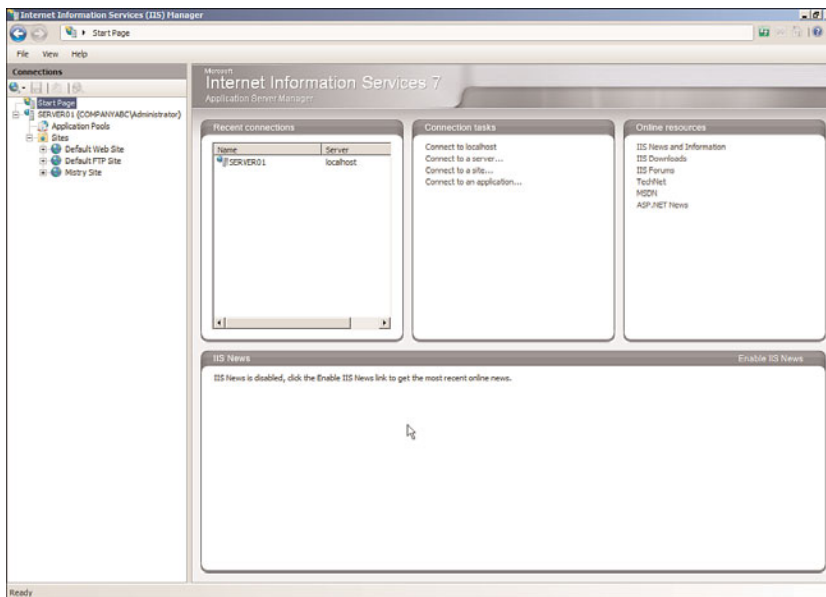 Internet Information Services (IIS) Manager
Start Page
File View Help
Connections
Start Page
SERVER01 (COMPANYABC\Administrator)
Application Pools
Sites
Default Web Site
Default FTP Site
Mistry Site
Microsoft
Internet Information Services 7
Application Server Manager
Recent connections
Name Server
SERVER01 localhost
Connection tasks
Connect to localhost
Connect to a server...
Connect to a site...
Connect to an application...
Online resources
IIS News and Information
IIS Downloads
IIS Forums
TechNet
MSDN
ASP.NET News
IIS News Enable IIS News
IIS News is disabled, click the Enable IIS News link to get the most recent online news.
Ready